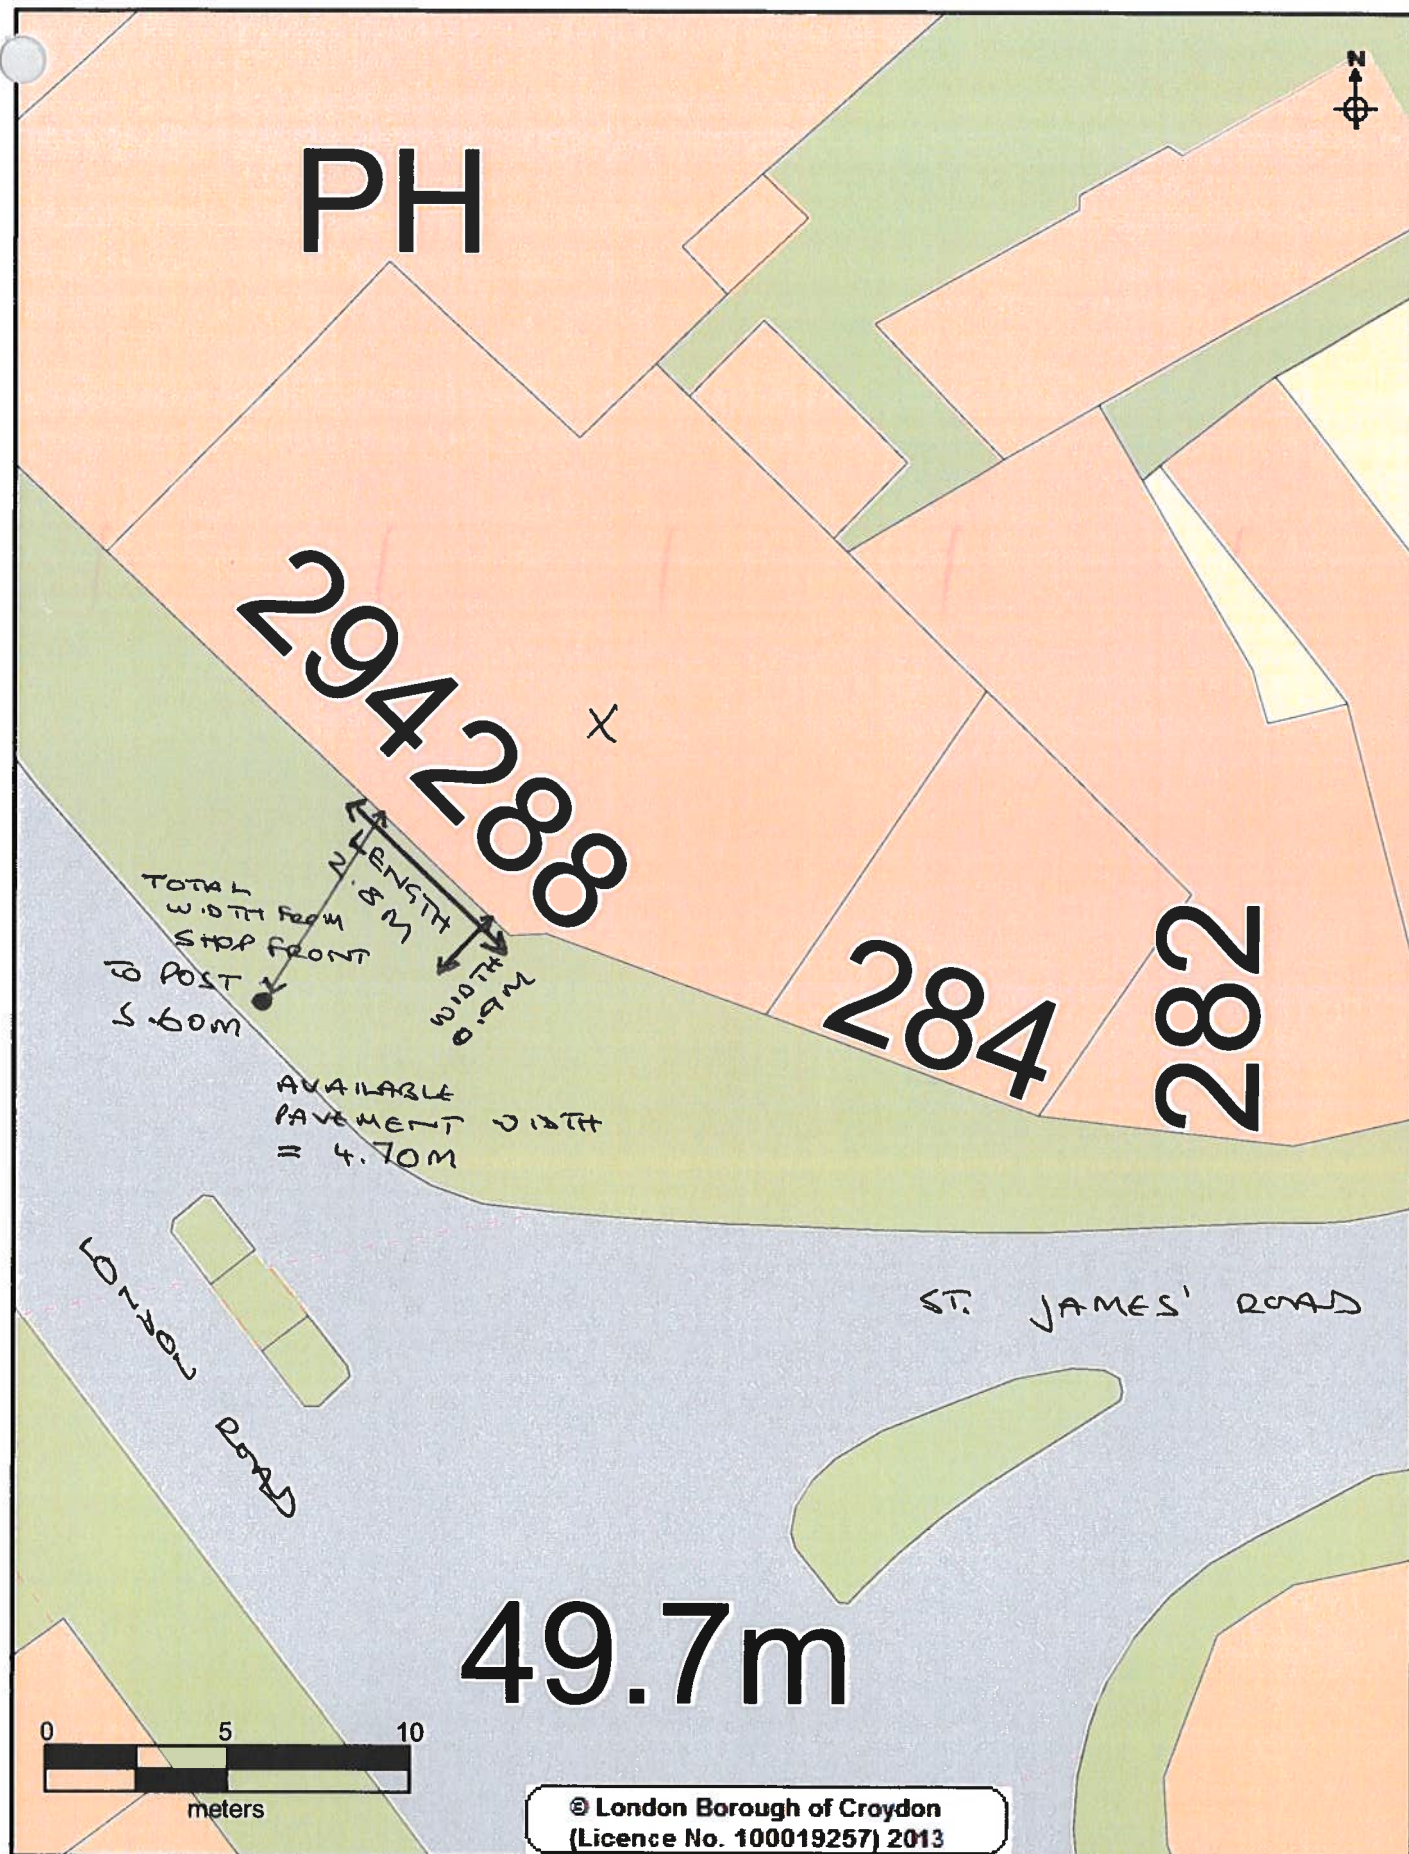 N
PH
294288
X
LENGTH
2.8M
TOTAL
WIDTH FROM
SHOP FRONT
TO POST
5.60M
WIDTH
0.9M
284
282
AVAILABLE
PAVEMENT WIDTH
= 4.70M
LONDON ROAD
ST. JAMES' ROAD
49.7m
0 5 10
meters
© London Borough of Croydon
(Licence No. 100019257) 2013